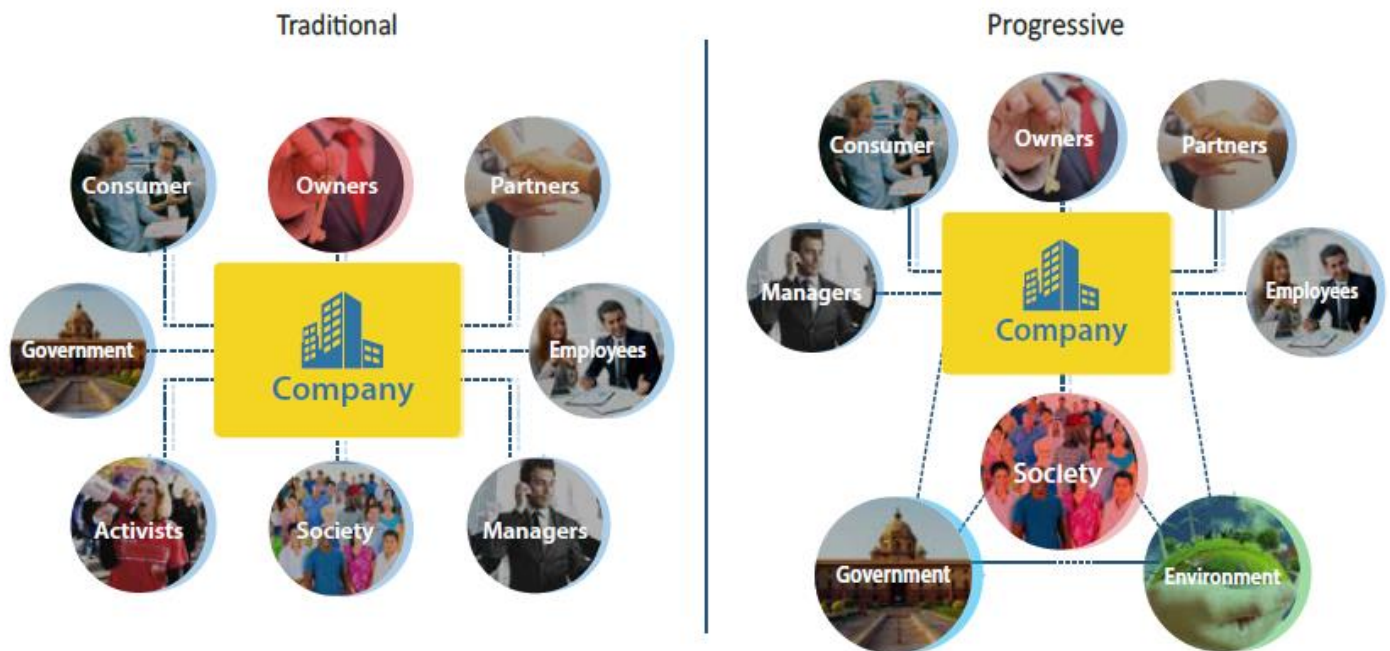 Traditional
Consumer
Owners
Partners
Government
Company
Employees
Activists
Society
Managers
Progressive
Consumer
Owners
Partners
Managers
Company
Employees
Society
Government
Environment